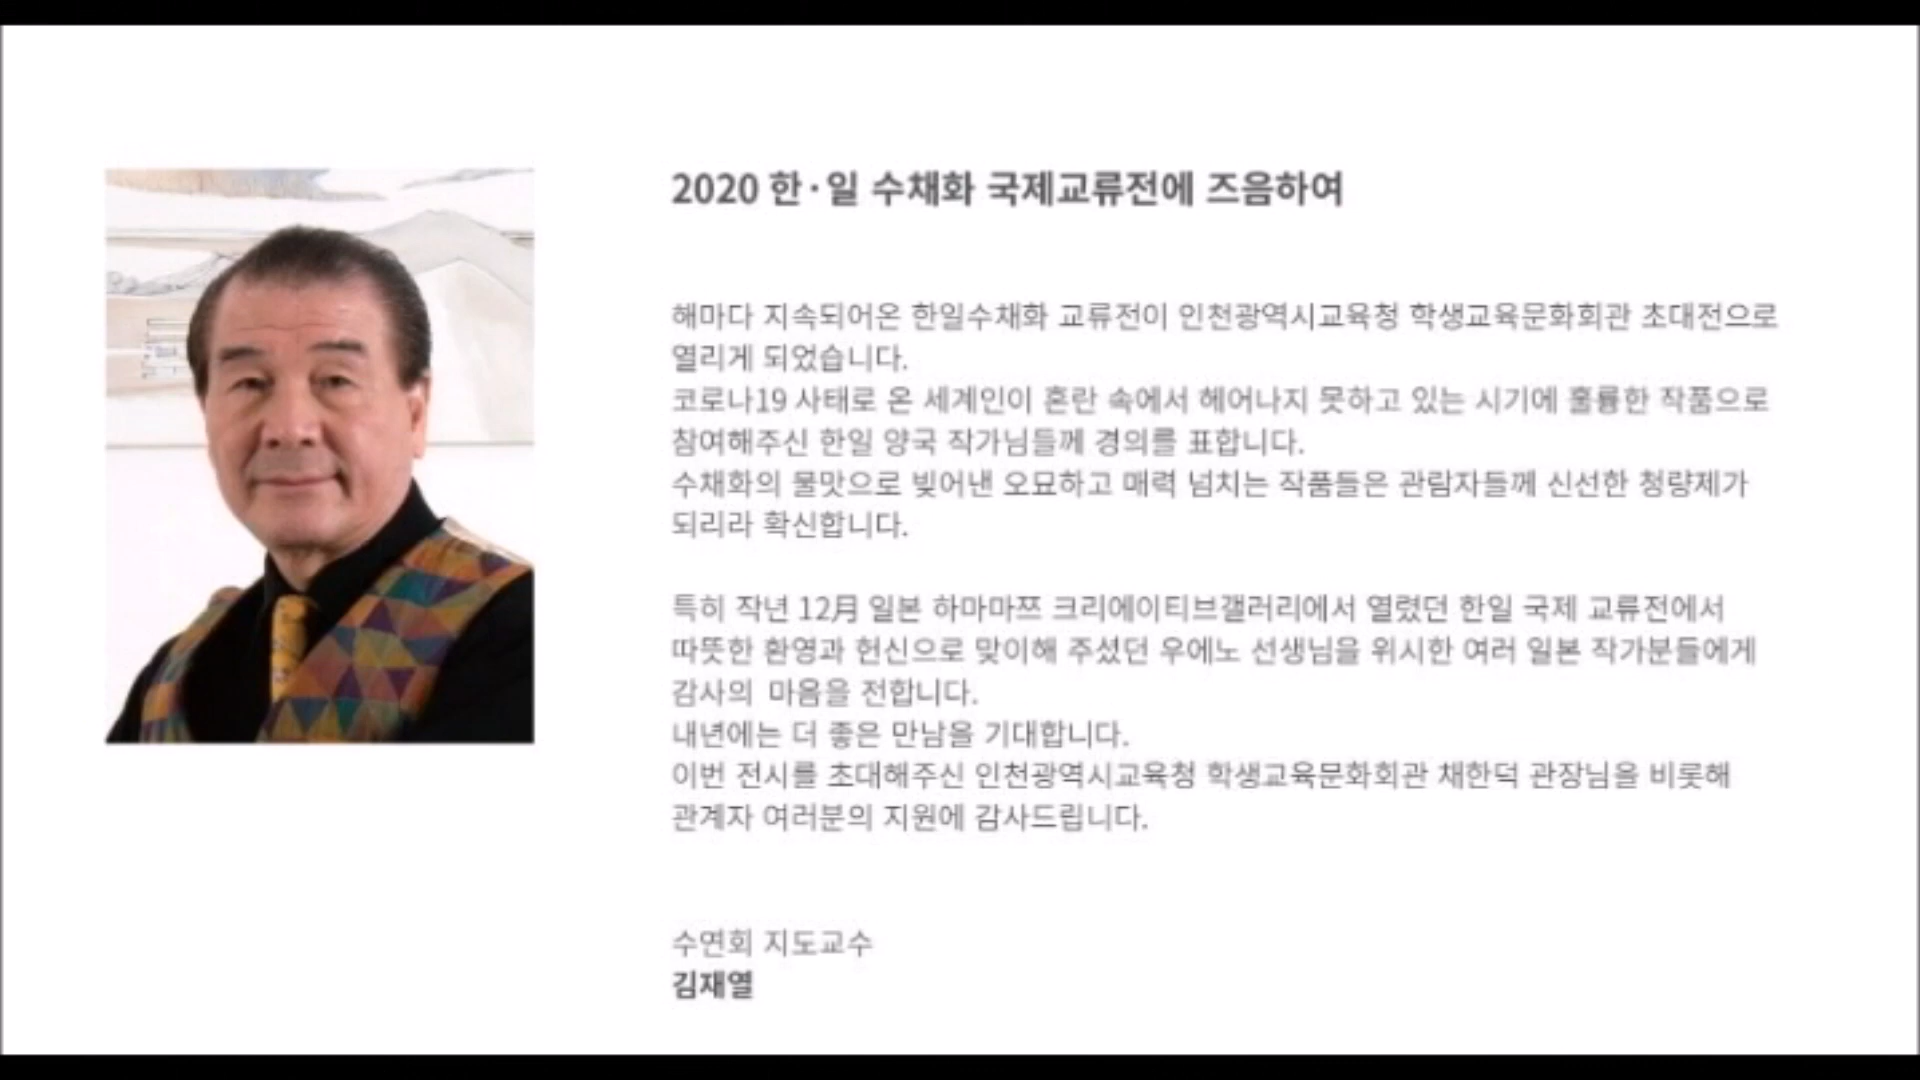 2020 한·일 수채화 국제교류전에 즈음하여
해마다 지속되어온 한일수채화 교류전이 인천광역시교육청 학생교육문화회관 초대전으로
열리게 되었습니다.
코로나19 사태로 온 세계인이 혼란 속에서 헤어나지 못하고 있는 시기에 훌륭한 작품으로
참여해주신 한일 양국 작가님들께 경의를 표합니다.
수채화의 물맛으로 빚어낸 오묘하고 매력 넘치는 작품들은 관람자들께 신선한 청량제가
되리라 확신합니다.
특히 작년 12月 일본 하마마쯔 크리에이티브갤러리에서 열렸던 한일 국제 교류전에서
따뜻한 환영과 헌신으로 맞이해 주셨던 우에노 선생님을 위시한 여러 일본 작가분들에게
감사의 마음을 전합니다.
내년에는 더 좋은 만남을 기대합니다.
이번 전시를 초대해주신 인천광역시교육청 학생교육문화회관 채한덕 관장님을 비롯해
관계자 여러분의 지원에 감사드립니다.
수연회 지도교수
김재열